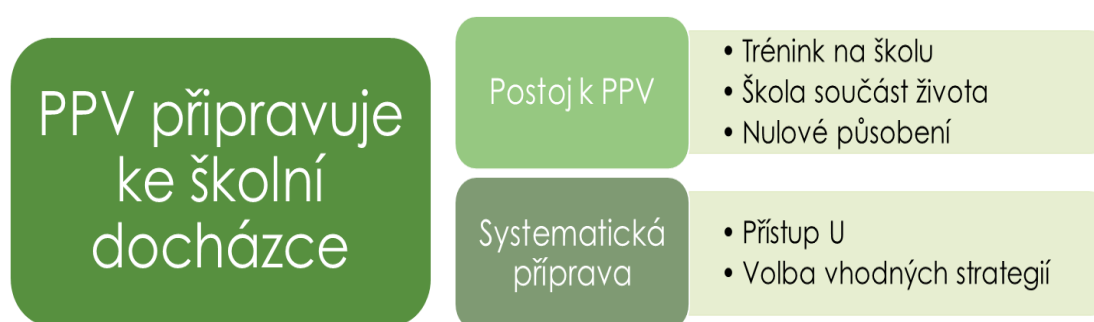 PPV připravuje
ke školní
docházce
Postoj k PPV
• Trénink na školu
• Škola součást života
• Nulové působení
Systematická
příprava
• Přístup U
• Volba vhodných strategií